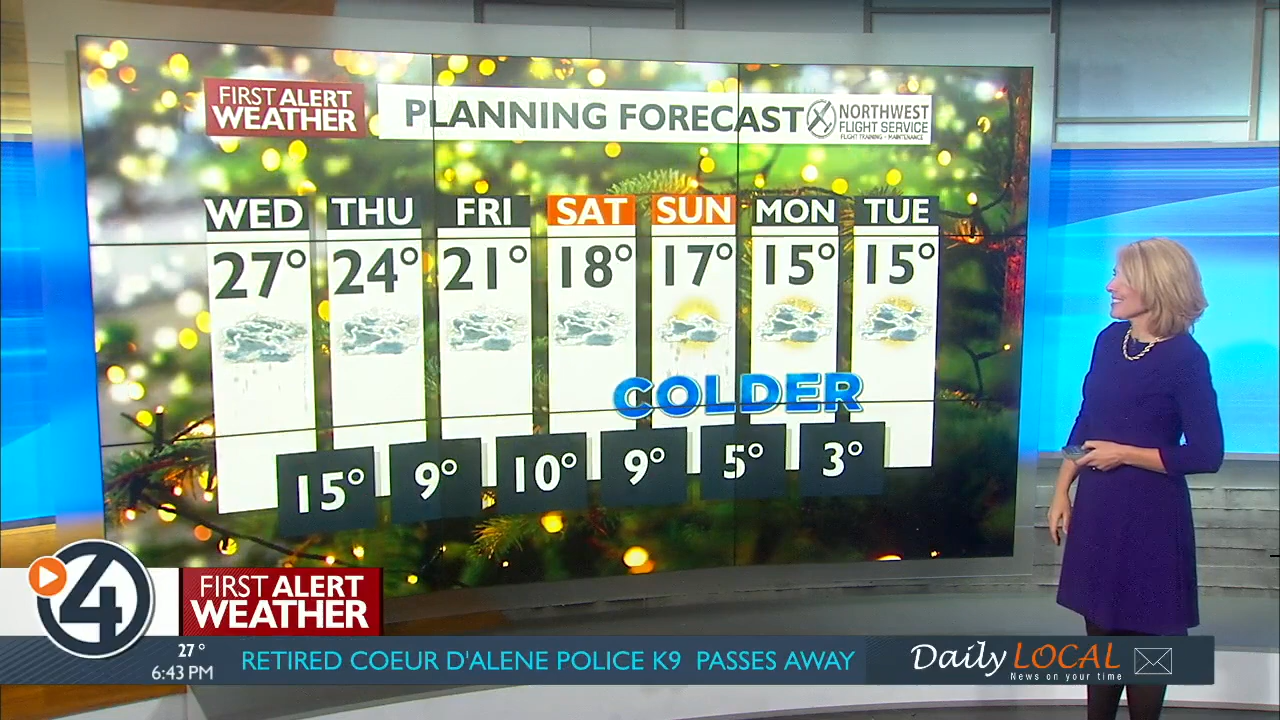 FIRST ALERT
WEATHER
PLANNING FORECAST
NORTHWEST
FLIGHT SERVICE
FLIGHT TRAINING - MAINTENANCE
WED THU FRI SAT SUN MON TUE
27° 24° 21° 18° 17° 15° 15°
COLDER
15° 9° 10° 9° 5° 3°
4
FIRST ALERT
WEATHER
27°
6:43 PM
RETIRED COEUR D'ALENE POLICE K9 PASSES AWAY
Daily LOCAL
News on your time